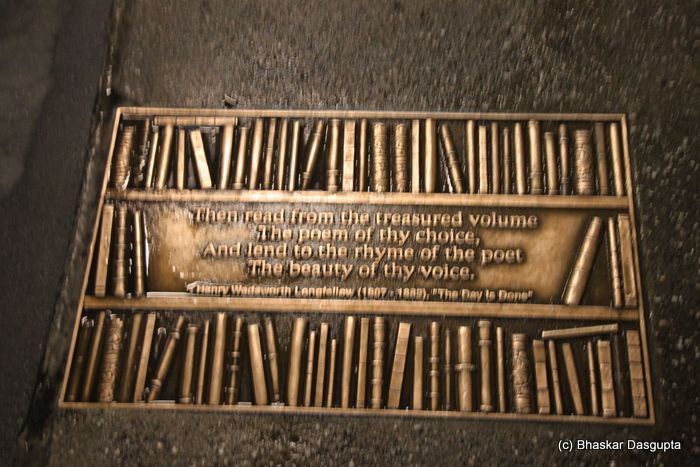 Then read from the treasured volume
The poem of thy choice,
And lend to the rhyme of the poet
The beauty of thy voice.
Henry Wadsworth Longfellow (1807 - 1882), "The Day Is Done"
(c) Bhaskar Dasgupta